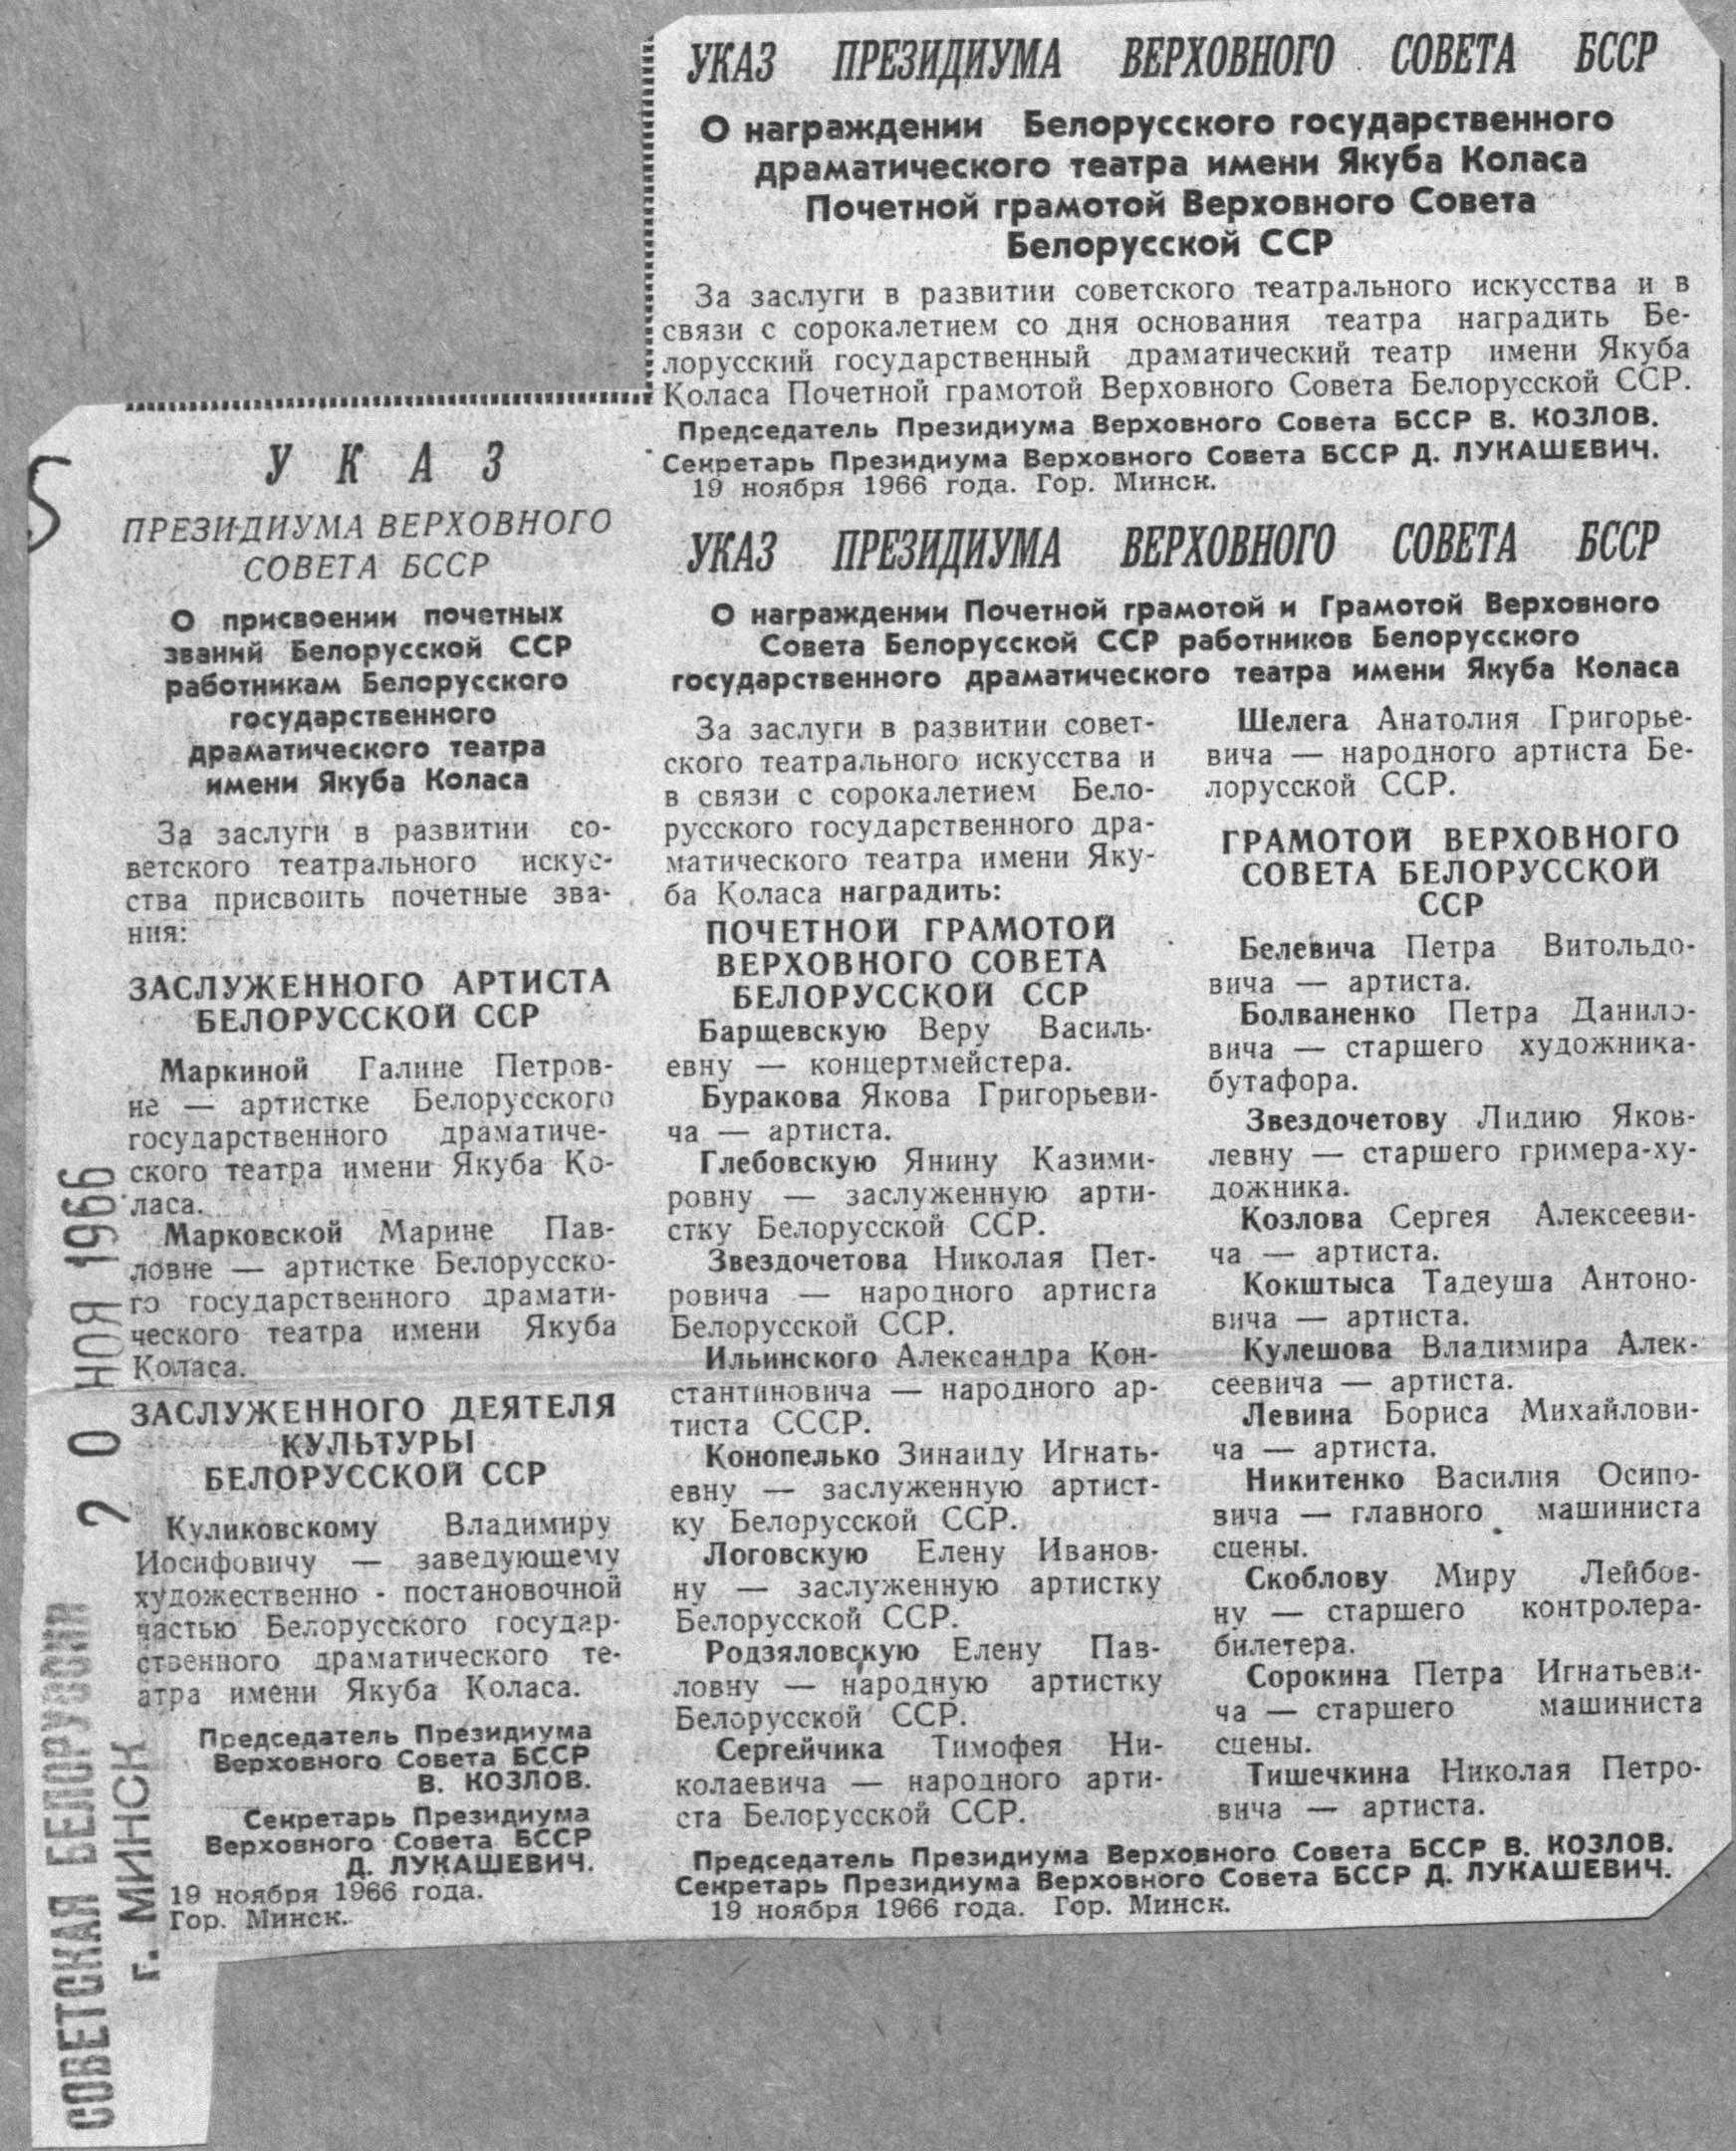 УКАЗ ПРЕЗИДИУМА ВЕРХОВНОГО СОВЕТА БССР
О награждении Белорусского государственного
драматического театра имени Якуба Коласа
Почетной грамотой Верховного Совета
Белорусской ССР
За заслуги в развитии советского театрального искусства и в
связи с сорокалетием со дня основания театра наградить Бе-
лорусский государственный драматический театр имени Якуба
Коласа Почетной грамотой Верховного Совета Белорусской ССР.
Председатель Президиума Верховного Совета БССР В. КОЗЛОВ.
Секретарь Президиума Верховного Совета БССР Д. ЛУКАШЕВИЧ.
19 ноября 1966 года. Гор. Минск.
УКАЗ
ПРЕЗИДИУМА ВЕРХОВНОГО
СОВЕТА БССР
О присвоении почетных
званий Белорусской ССР
работникам Белорусского
государственного
драматического театра
имени Якуба Коласа
За заслуги в развитии со-
ветского театрального искус-
ства присвоить почетные зва-
ния:
ЗАСЛУЖЕННОГО АРТИСТА
БЕЛОРУССКОЙ ССР
Маркиной Галине Петров-
не — артистке Белорусского
государственного драматиче-
ского театра имени Якуба Ко-
ласа.
Марковской Марине Пав-
ловне — артистке Белорусско-
го государственного драмати-
ческого театра имени Якуба
Коласа.
ЗАСЛУЖЕННОГО ДЕЯТЕЛЯ
КУЛЬТУРЫ
БЕЛОРУССКОЙ ССР
Куликовскому Владимиру
Иосифовичу — заведующему
художественно - постановочной
частью Белорусского государ-
ственного драматического те-
атра имени Якуба Коласа.
Председатель Президиума
Верховного Совета БССР
В. КОЗЛОВ.
Секретарь Президиума
Верховного Совета БССР
Д. ЛУКАШЕВИЧ.
19 ноября 1966 года.
Гор. Минск.
УКАЗ ПРЕЗИДИУМА ВЕРХОВНОГО СОВЕТА БССР
О награждении Почетной грамотой и Грамотой Верховного
Совета Белорусской ССР работников Белорусского
государственного драматического театра имени Якуба Коласа
За заслуги в развитии совет-
ского театрального искусства и
в связи с сорокалетием Бело-
русского государственного дра-
матического театра имени Яку-
ба Коласа наградить:
ПОЧЕТНОЙ ГРАМОТОЙ
ВЕРХОВНОГО СОВЕТА
БЕЛОРУССКОЙ ССР
Барщевскую Веру Василь-
евну — концертмейстера.
Буракова Якова Григорьеви-
ча — артиста.
Глебовскую Янину Казими-
ровну — заслуженную арти-
стку Белорусской ССР.
Звездочетова Николая Пет-
ровича — народного артиста
Белорусской ССР.
Ильинского Александра Кон-
стантиновича — народного ар-
тиста СССР.
Конопелько Зинаиду Игнать-
евну — заслуженную артист-
ку Белорусской ССР.
Логовскую Елену Иванов-
ну — заслуженную артистку
Белорусской ССР.
Родзяловскую Елену Пав-
ловну — народную артистку
Белорусской ССР.
Сергейчика Тимофея Ни-
колаевича — народного арти-
ста Белорусской ССР.
Шелега Анатолия Григорье-
вича — народного артиста Бе-
лорусской ССР.
ГРАМОТОЙ ВЕРХОВНОГО
СОВЕТА БЕЛОРУССКОЙ
ССР
Белевича Петра Витольдо-
вича — артиста.
Болваненко Петра Данило-
вича — старшего художника-
бутафора.
Звездочетову Лидию Яков-
левну — старшего гримера-ху-
дожника.
Козлова Сергея Алексееви-
ча — артиста.
Кокштыса Тадеуша Антоно-
вича — артиста.
Кулешова Владимира Алек-
сеевича — артиста.
Левина Бориса Михайлови-
ча — артиста.
Никитенко Василия Осипо-
вича — главного машиниста
сцены.
Скоблову Миру Лейбов-
ну — старшего контролера-
билетера.
Сорокина Петра Игнатьеви-
ча — старшего машиниста
сцены.
Тишечкина Николая Петро-
вича — артиста.
Председатель Президиума Верховного Совета БССР В. КОЗЛОВ.
Секретарь Президиума Верховного Совета БССР Д. ЛУКАШЕВИЧ.
19 ноября 1966 года. Гор. Минск.
5
СОВЕТСКАЯ БЕЛОРУССИЯ
г. МИНСК
20 НОЯ 1966